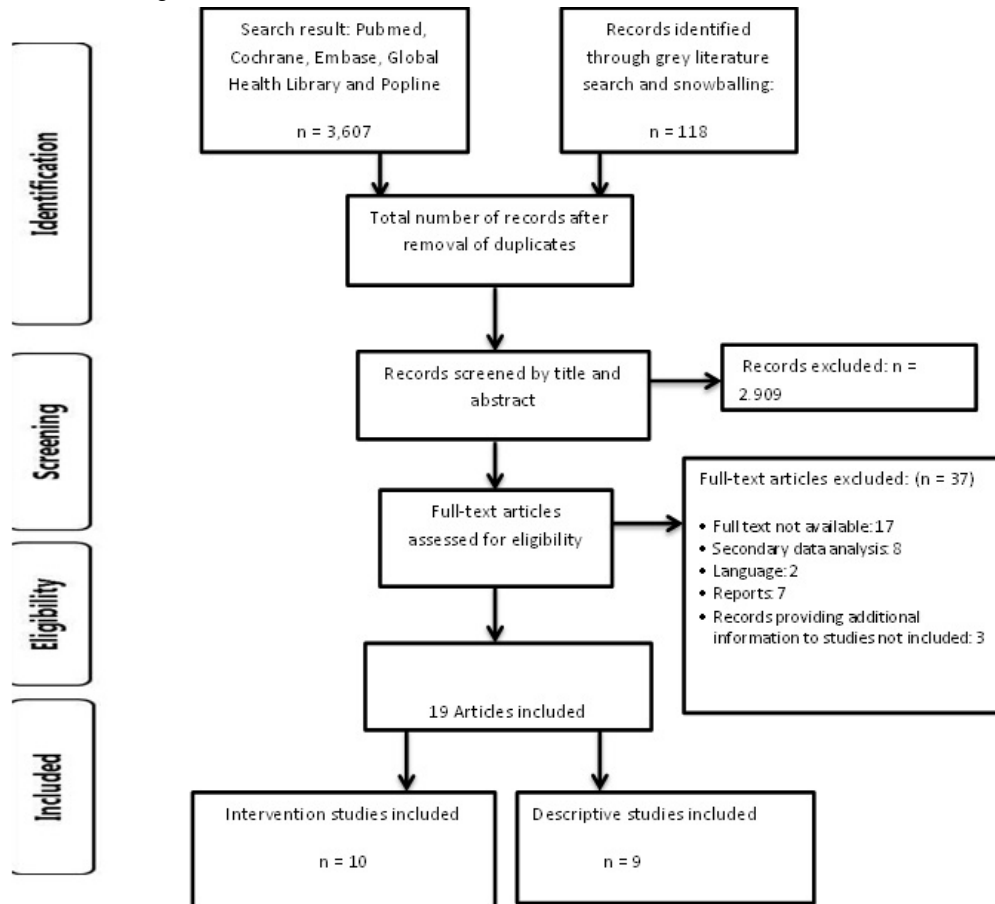 Search result: Pubmed,
Cochrane, Embase, Global
Health Library and Popline
n = 3,607
Records identified
through grey literature
search and snowballing:
n = 118
Identification
Total number of records after
removal of duplicates
Screening
Records screened by title and
abstract
Records excluded: n =
2.909
Full-text articles
assessed for eligibility
Full-text articles excluded: (n = 37)
• Full text not available: 17
• Secondary data analysis: 8
• Language: 2
• Reports: 7
• Records providing additional
information to studies not included: 3
Eligibility
19 Articles included
Included
Intervention studies included
n = 10
Descriptive studies included
n = 9